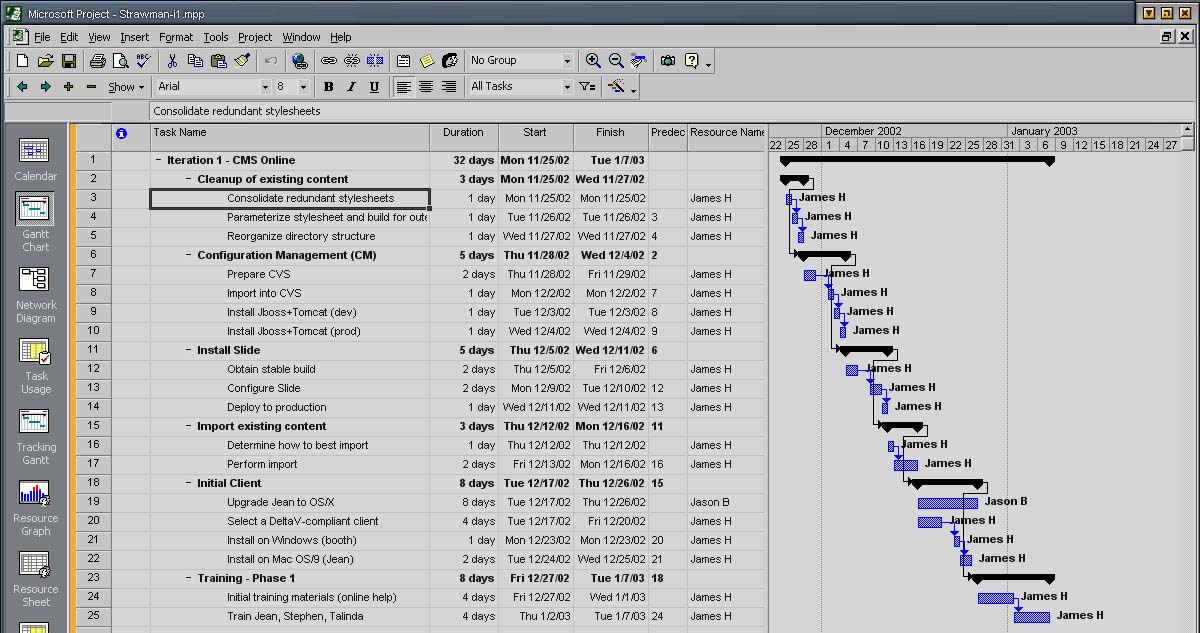 Microsoft Project - Strawman-i1.mpp
File Edit View Insert Format Tools Project Window Help
No Group
Show Arial 8 B I U All Tasks
Consolidate redundant stylesheets
Task Name Duration Start Finish Predec Resource Name
December 2002 January 2003
22 25 28 1 4 7 10 13 16 19 22 25 28 31 3 6 9 12 15 18 21 24 27
Calendar
Gantt Chart
Network Diagram
Task Usage
Tracking Gantt
Resource Graph
Resource Sheet
1 Iteration 1 - CMS Online 32 days Mon 11/25/02 Tue 1/7/03
2 Cleanup of existing content 3 days Mon 11/25/02 Wed 11/27/02
3 Consolidate redundant stylesheets 1 day Mon 11/25/02 Mon 11/25/02 James H James H
4 Parameterize stylesheet and build for oute 1 day Tue 11/26/02 Tue 11/26/02 3 James H James H
5 Reorganize directory structure 1 day Wed 11/27/02 Wed 11/27/02 4 James H James H
6 Configuration Management (CM) 5 days Thu 11/28/02 Wed 12/4/02 2
7 Prepare CVS 2 days Thu 11/28/02 Fri 11/29/02 James H James H
8 Import into CVS 1 day Mon 12/2/02 Mon 12/2/02 7 James H James H
9 Install Jboss+Tomcat (dev) 1 day Tue 12/3/02 Tue 12/3/02 8 James H James H
10 Install Jboss+Tomcat (prod) 1 day Wed 12/4/02 Wed 12/4/02 9 James H James H
11 Install Slide 5 days Thu 12/5/02 Wed 12/11/02 6
12 Obtain stable build 2 days Thu 12/5/02 Fri 12/6/02 James H James H
13 Configure Slide 2 days Mon 12/9/02 Tue 12/10/02 12 James H James H
14 Deploy to production 1 day Wed 12/11/02 Wed 12/11/02 13 James H James H
15 Import existing content 3 days Thu 12/12/02 Mon 12/16/02 11
16 Determine how to best import 1 day Thu 12/12/02 Thu 12/12/02 James H James H
17 Perform import 2 days Fri 12/13/02 Mon 12/16/02 16 James H James H
18 Initial Client 8 days Tue 12/17/02 Thu 12/26/02 15
19 Upgrade Jean to OS/X 8 days Tue 12/17/02 Thu 12/26/02 Jason B Jason B
20 Select a DeltaV-compliant client 4 days Tue 12/17/02 Fri 12/20/02 James H James H
21 Install on Windows (booth) 1 day Mon 12/23/02 Mon 12/23/02 20 James H James H
22 Install on Mac OS/9 (Jean) 2 days Tue 12/24/02 Wed 12/25/02 21 James H James H
23 Training - Phase 1 8 days Fri 12/27/02 Tue 1/7/03 18
24 Initial training materials (online help) 4 days Fri 12/27/02 Wed 1/1/03 James H James H
25 Train Jean, Stephen, Talinda 4 days Thu 1/2/03 Tue 1/7/03 24 James H James H